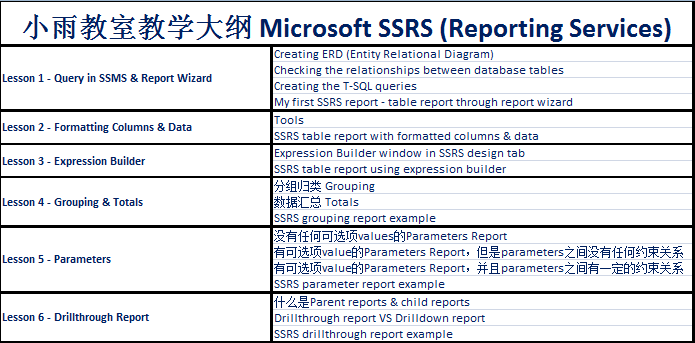 小雨教室教学大纲 Microsoft SSRS (Reporting Services)
Lesson 1 - Query in SSMS & Report Wizard
Creating ERD (Entity Relational Diagram)
Checking the relationships between database tables
Creating the T-SQL queries
My first SSRS report - table report through report wizard
Lesson 2 - Formatting Columns & Data
Tools
SSRS table report with formatted columns & data
Lesson 3 - Expression Builder
Expression Builder window in SSRS design tab
SSRS table report using expression builder
Lesson 4 - Grouping & Totals
分组归类 Grouping
数据汇总 Totals
SSRS grouping report example
Lesson 5 - Parameters
没有任何可选项values的Parameters Report
有可选项value的Parameters Report，但是parameters之间没有任何约束关系
有可选项value的Parameters Report，并且parameters之间有一定的约束关系
SSRS parameter report example
Lesson 6 - Drillthrough Report
什么是Parent reports & child reports
Drillthrough report VS Drilldown report
SSRS drillthrough report example